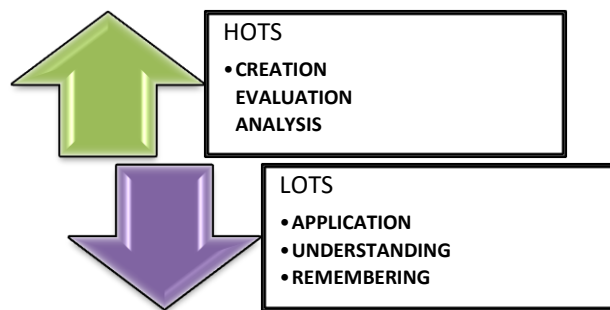 HOTS
•CREATION
EVALUATION
ANALYSIS
LOTS
•APPLICATION
•UNDERSTANDING
•REMEMBERING